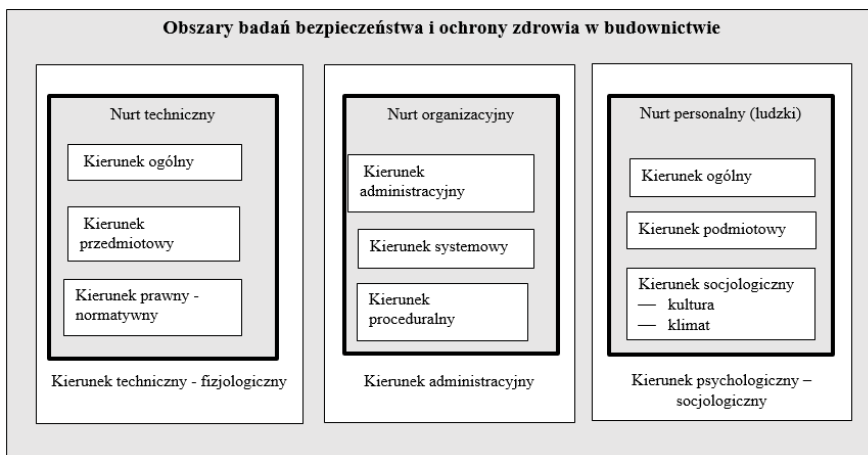 Obszary badań bezpieczeństwa i ochrony zdrowia w budownictwie
Nurt techniczny
Kierunek ogólny
Kierunek
przedmiotowy
Kierunek prawny -
normatywny
Kierunek techniczny - fizjologiczny
Nurt organizacyjny
Kierunek
administracyjny
Kierunek systemowy
Kierunek
proceduralny
Kierunek administracyjny
Nurt personalny (ludzki)
Kierunek ogólny
Kierunek podmiotowy
Kierunek socjologiczny
— kultura
— klimat
Kierunek psychologiczny –
socjologiczny